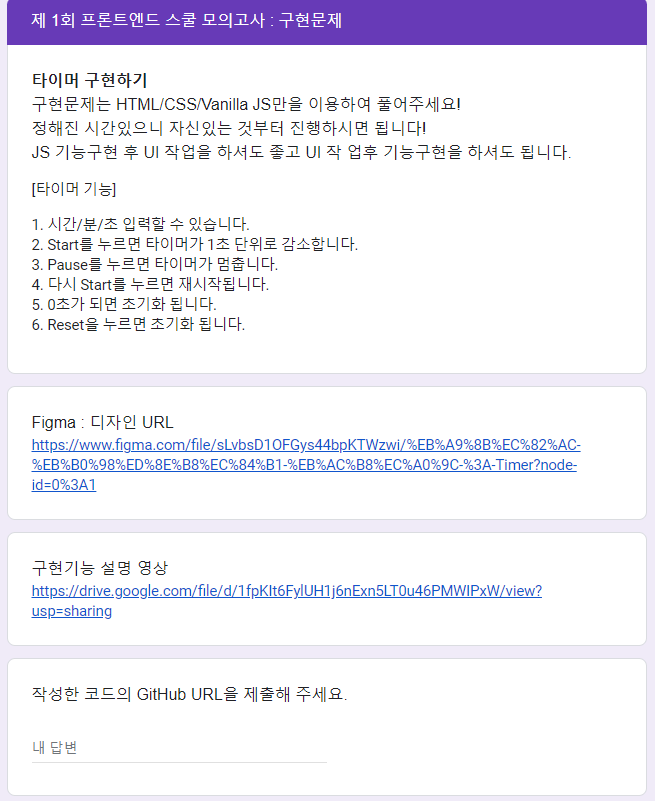 제 1회 프론트엔드 스쿨 모의고사 : 구현문제
타이머 구현하기
구현문제는 HTML/CSS/Vanilla JS만을 이용하여 풀어주세요!
정해진 시간있으니 자신있는 것부터 진행하시면 됩니다!
JS 기능구현 후 UI 작업을 하셔도 좋고 UI 작 업후 기능구현을 하셔도 됩니다.
[타이머 기능]
1. 시간/분/초 입력할 수 있습니다.
2. Start를 누르면 타이머가 1초 단위로 감소합니다.
3. Pause를 누르면 타이머가 멈춥니다.
4. 다시 Start를 누르면 재시작됩니다.
5. 0초가 되면 초기화 됩니다.
6. Reset을 누르면 초기화 됩니다.
Figma : 디자인 URL
https://www.figma.com/file/sLvbsD1OFGys44bpKTWzwi/%EB%A9%8B%EC%82%AC-
%EB%B0%98%ED%8E%B8%EC%84%B1-%EB%AC%B8%EC%A0%9C-%3A-Timer?node-
id=0%3A1
구현기능 설명 영상
https://drive.google.com/file/d/1fpKIt6FylUH1j6nExn5LT0u46PMWIPxW/view?
usp=sharing
작성한 코드의 GitHub URL을 제출해 주세요.
내 답변